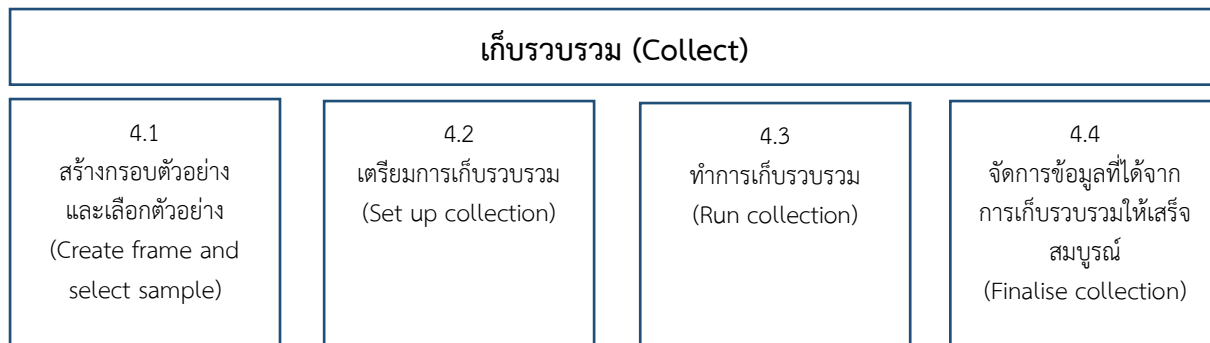 เก็บรวบรวม (Collect)
4.1
สร้างกรอบตัวอย่าง
และเลือกตัวอย่าง
(Create frame and
select sample)
4.2
เตรียมการเก็บรวบรวม
(Set up collection)
4.3
ทำการเก็บรวบรวม
(Run collection)
4.4
จัดการข้อมูลที่ได้จาก
การเก็บรวบรวมให้เสร็จ
สมบูรณ์
(Finalise collection)